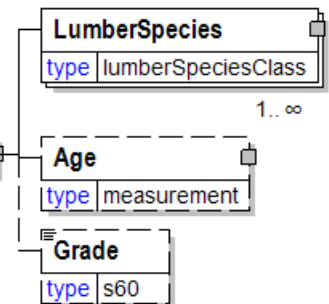 LumberSpecies
type lumberSpeciesClass
1.. ∞
Age
type measurement
Grade
type s60